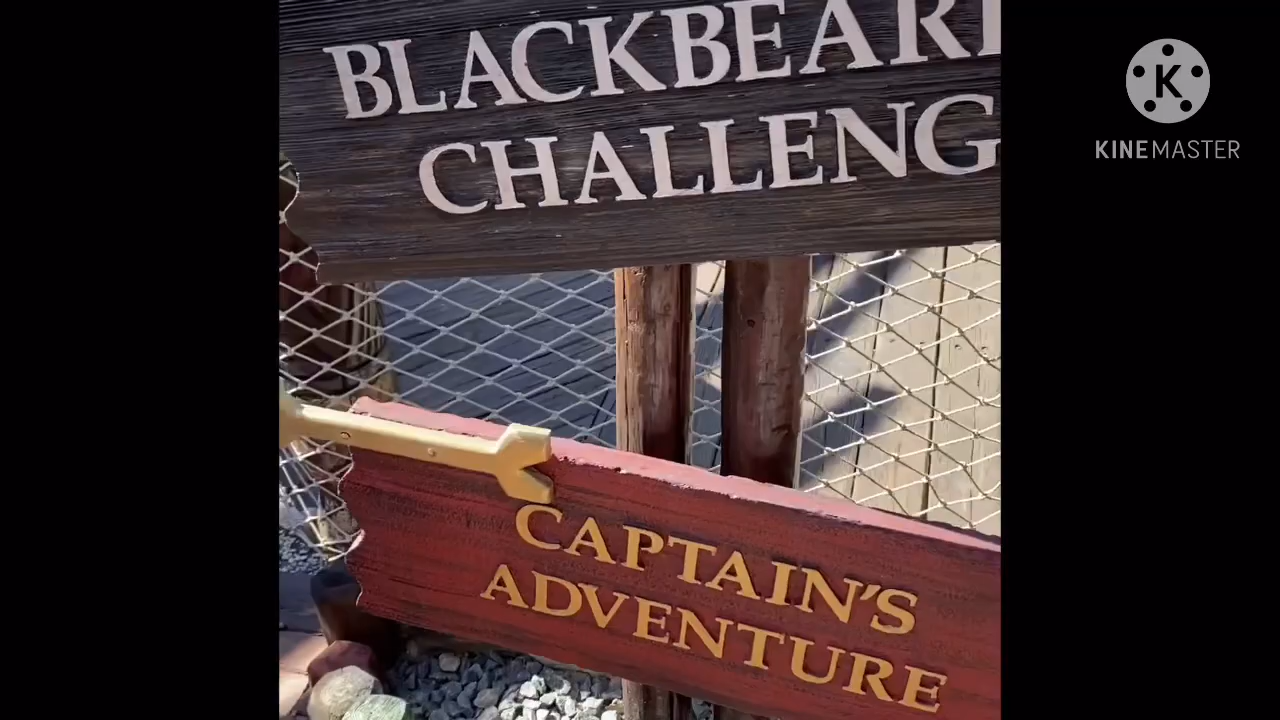 BLACKBEAR
CHALLENG
CAPTAIN'S
ADVENTURE
K
KINEMASTER